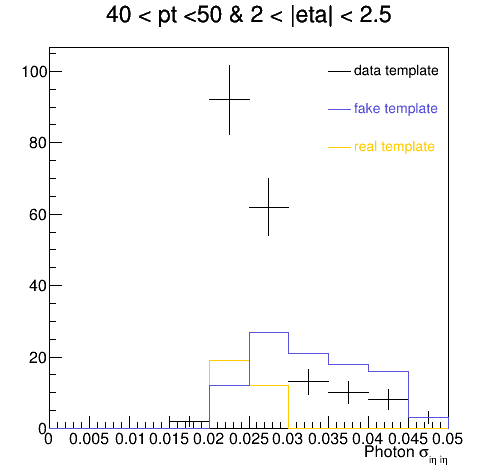 40 < pt <50 & 2 < |eta| < 2.5
100
80
60
40
20
0
data template
fake template
real template
0 0.005 0.01 0.015 0.02 0.025 0.03 0.035 0.04 0.045 0.05
Photon σiη iη